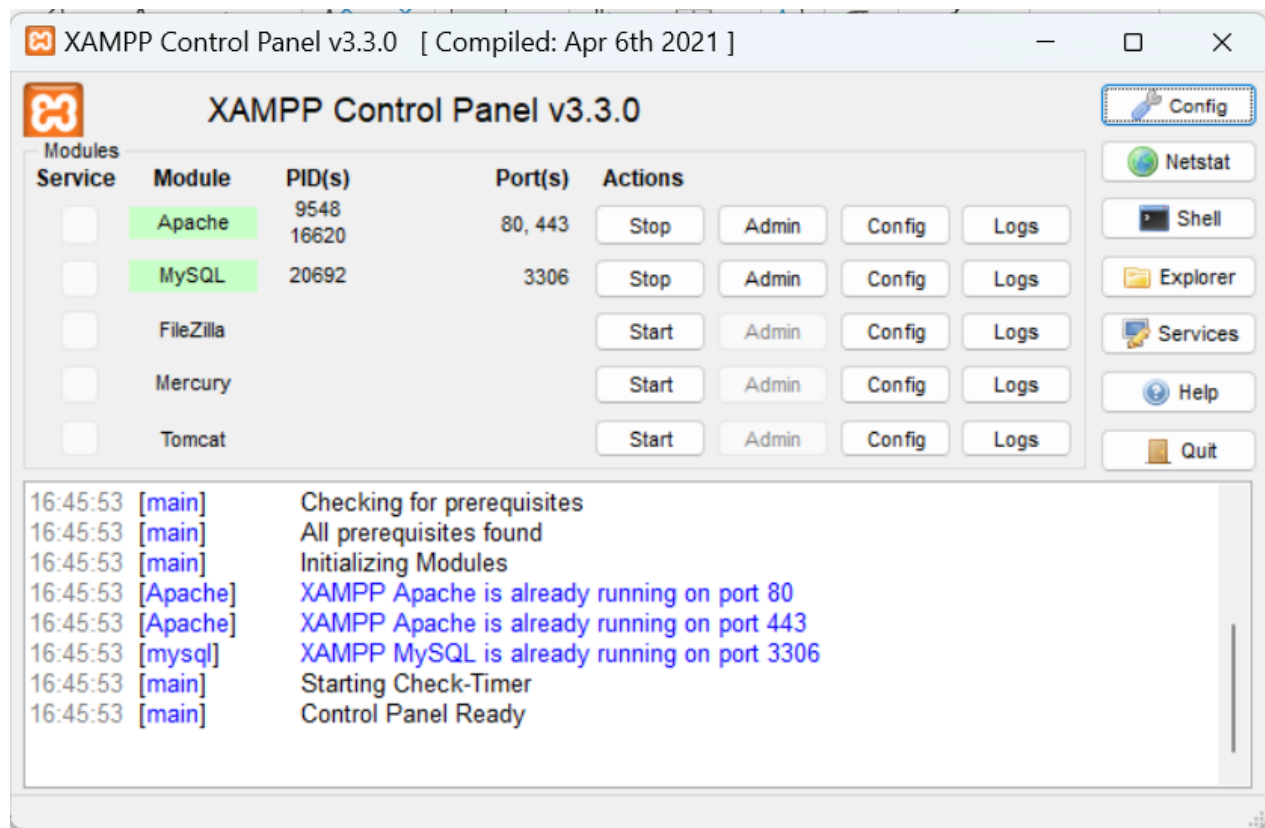 XAMPP Control Panel v3.3.0 [ Compiled: Apr 6th 2021 ]
XAMPP Control Panel v3.3.0
Config
Modules
Service Module PID(s) Port(s) Actions
Netstat
Apache 9548 16620 80, 443 Stop Admin Config Logs
Shell
MySQL 20692 3306 Stop Admin Config Logs
Explorer
FileZilla Start Admin Config Logs
Services
Mercury Start Admin Config Logs
Help
Tomcat Start Admin Config Logs
Quit
16:45:53 [main] Checking for prerequisites
16:45:53 [main] All prerequisites found
16:45:53 [main] Initializing Modules
16:45:53 [Apache] XAMPP Apache is already running on port 80
16:45:53 [Apache] XAMPP Apache is already running on port 443
16:45:53 [mysql] XAMPP MySQL is already running on port 3306
16:45:53 [main] Starting Check-Timer
16:45:53 [main] Control Panel Ready